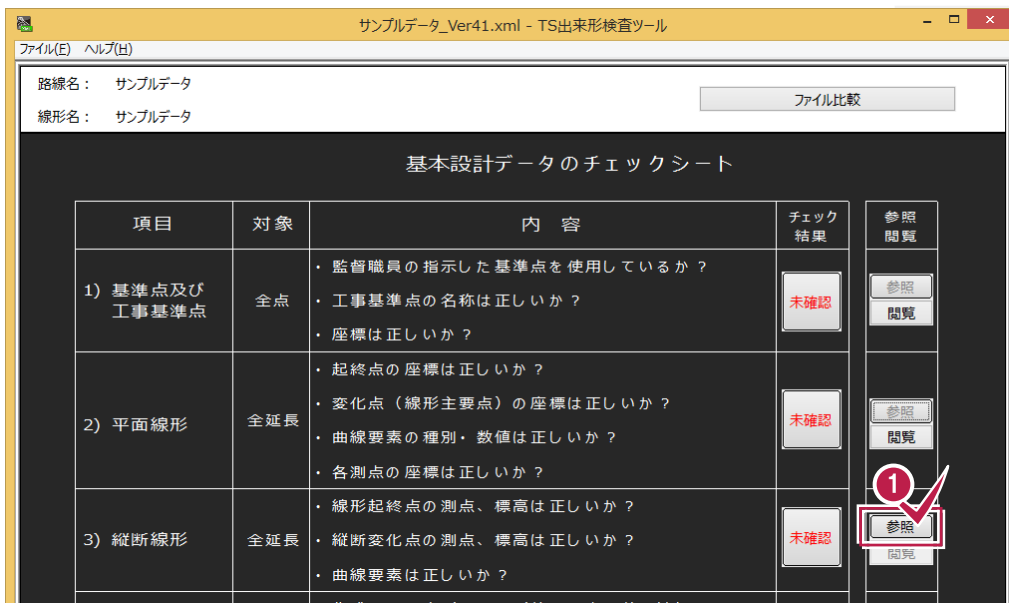 サンプルデータ_Ver41.xml - TS出来形検査ツール
ファイル(F) ヘルプ(H)
路線名： サンプルデータ
ファイル比較
線形名： サンプルデータ
基本設計データのチェックシート
項目 対象 内 容 チェック結果 参照閲覧
1) 基準点及び工事基準点 全点
・ 監督職員の指示した基準点を使用しているか？
・ 工事基準点の名称は正しいか？
・ 座標は正しいか？
未確認
参照
閲覧
2) 平面線形 全延長
・ 起終点の座標は正しいか？
・ 変化点（線形主要点）の座標は正しいか？
・ 曲線要素の種別・数値は正しいか？
・ 各測点の座標は正しいか？
未確認
参照
閲覧
3) 縦断線形 全延長
・ 線形起終点の測点、標高は正しいか？
・ 縦断変化点の測点、標高は正しいか？
・ 曲線要素は正しいか？
未確認
1
参照
閲覧